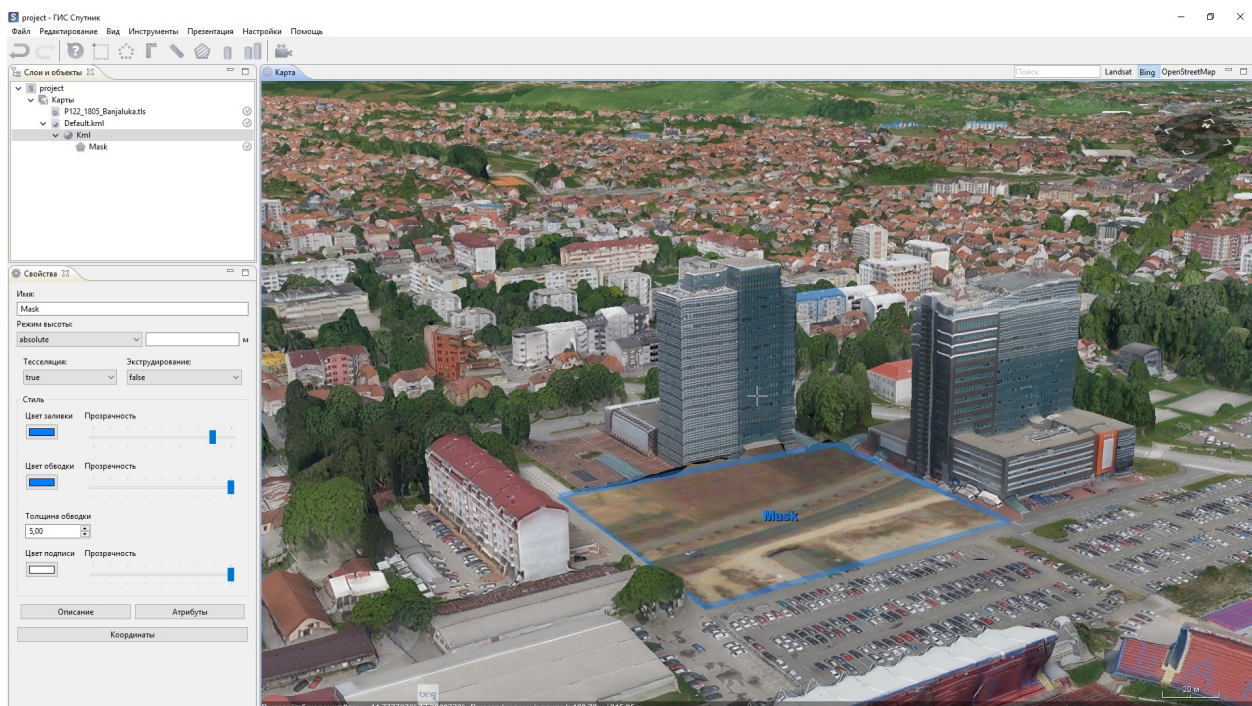 project - ГИС Спутник
Файл Редактирование Вид Инструменты Презентация Настройки Помощь
Слои и объекты
Карта
Поиск
Landsat Bing OpenStreetMap
project
Карты
P122_1805_Banjaluka.tls
Default.kml
Kml
Mask
Свойства
Имя:
Mask
Режим высоты:
absolute
м
Тесселяция: Экструдирование:
true false
Стиль
Цвет заливки Прозрачность
Цвет обводки Прозрачность
Толщина обводки
5,00
Цвет подписи Прозрачность
Описание Атрибуты
Координаты
Mask
bing
20 м